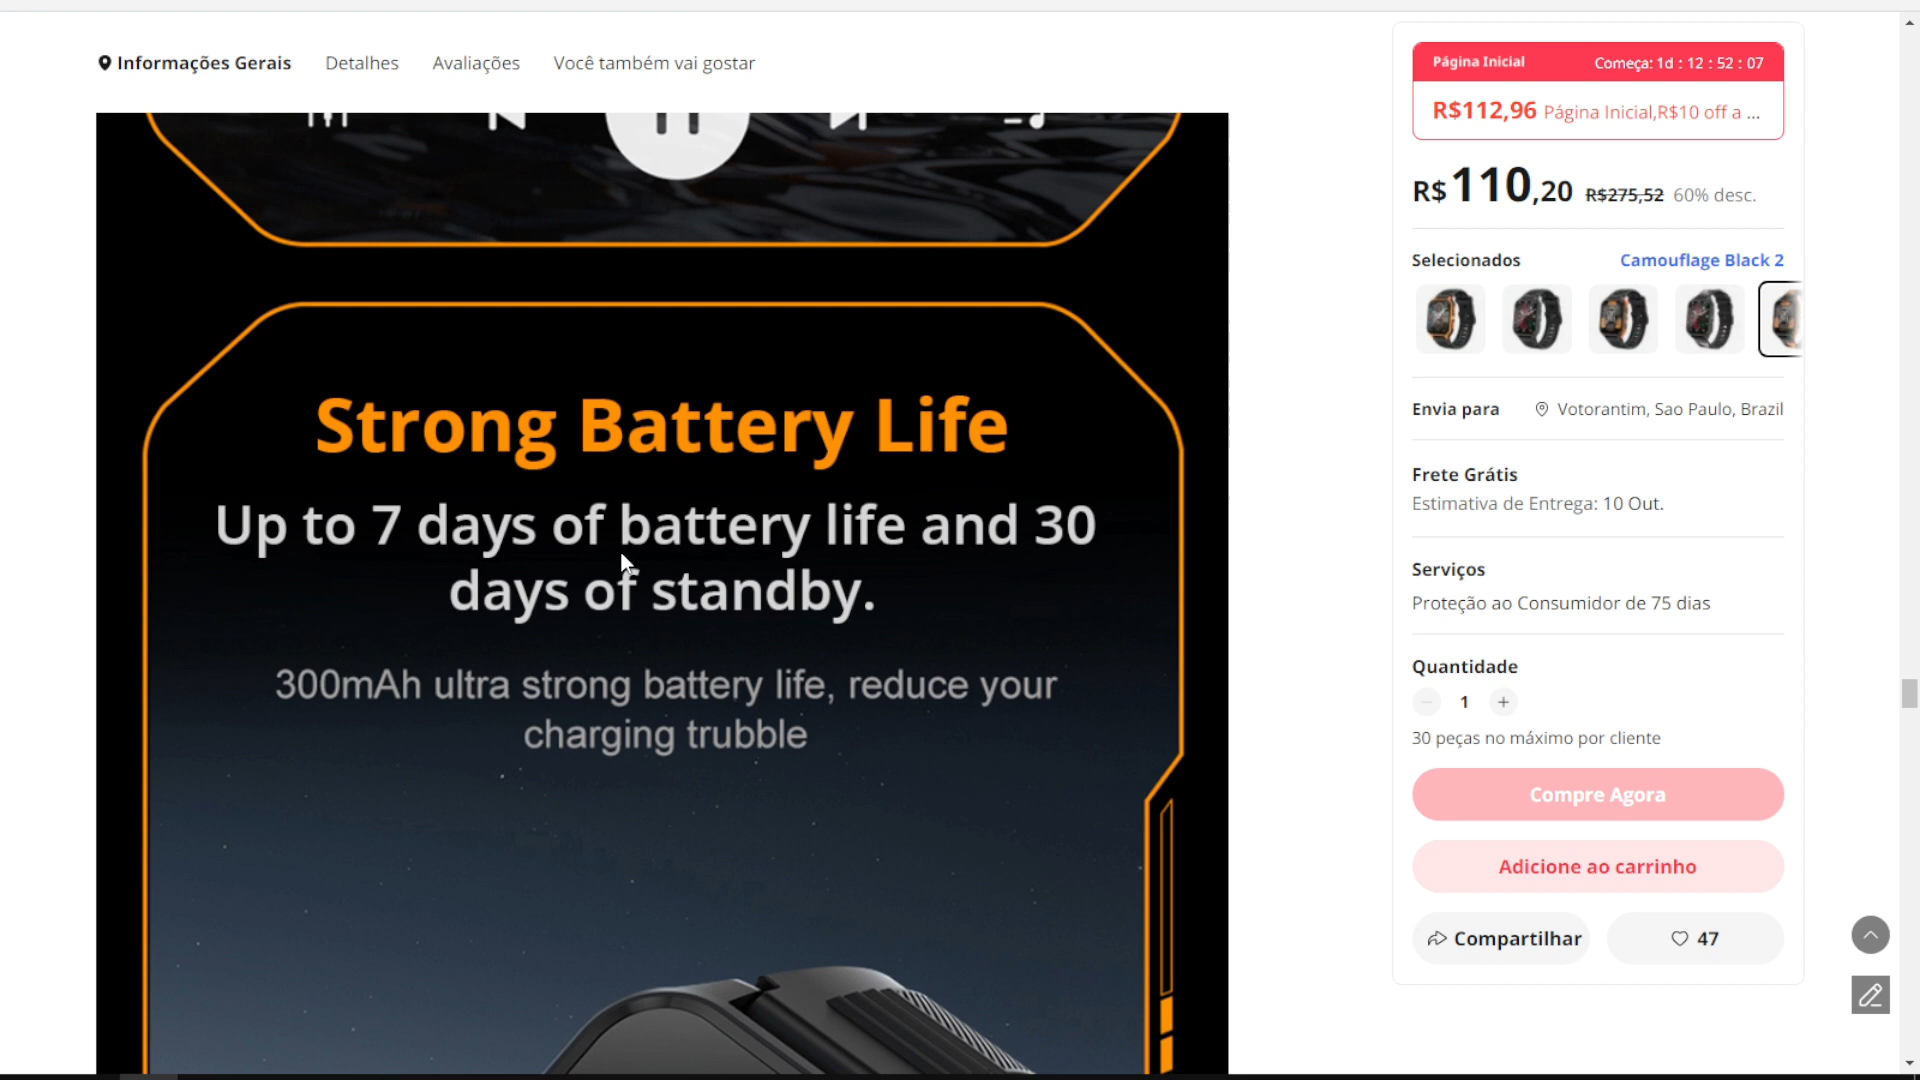 Informações Gerais Detalhes Avaliações Você também vai gostar
Strong Battery Life
Up to 7 days of battery life and 30
days of standby.
300mAh ultra strong battery life, reduce your
charging trubble
Página Inicial Começa: 1d : 12 : 52 : 07
R$112,96 Página Inicial,R$10 off a ...
R$ 110,20 R$275,52 60% desc.
Selecionados Camouflage Black 2
Envia para Votorantim, Sao Paulo, Brazil
Frete Grátis
Estimativa de Entrega: 10 Out.
Serviços
Proteção ao Consumidor de 75 dias
Quantidade
− 1 +
30 peças no máximo por cliente
Compre Agora
Adicione ao carrinho
Compartilhar 47